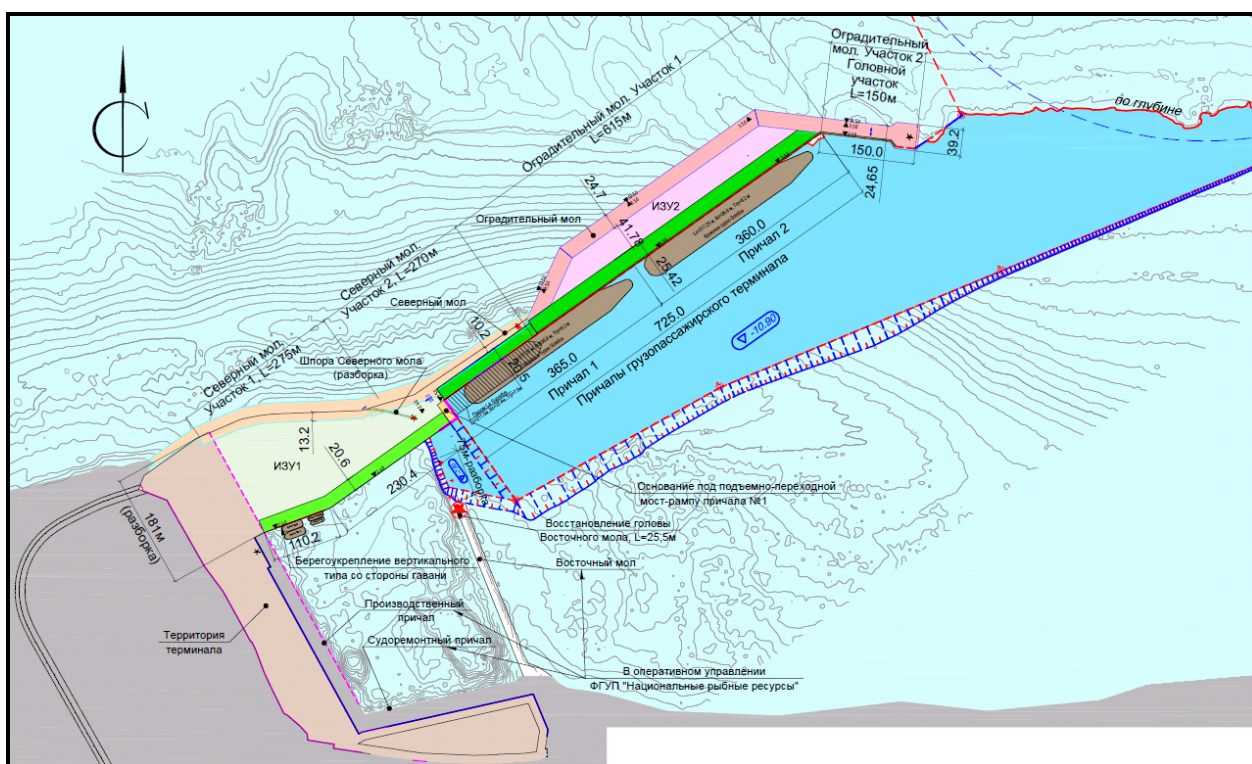 Оградительный
мол. Участок 2.
Головной
участок
L=150м
по глубине
Оградительный мол. Участок 1
L=615м
150.0
39.2
24,65
24.7
ИЗУ2
41.78
Оградительный мол
360.0
Причал 2
25.42
Северный мол.
Участок 2, L=270м
Северный мол
10.2
725.0
Причалы грузопассажирского терминала
-10.90
365.0
Причал 1
Северный мол.
Участок 1, L=275м
Шпора Северного мола
(разборка)
13.2
ИЗУ1
20.6
230.4
75м-разборка
Основание под подъемно-переходной
мост-рампу причала №1
181м
(разборка)
Восстановление головы
Восточного мола, L=25,5м
110.2
Берегоукрепление вертикального
типа со стороны гавани
Восточный мол
Производственный
причал
Территория
терминала
Судоремонтный причал
В оперативном управлении
ФГУП "Национальные рыбные ресурсы"